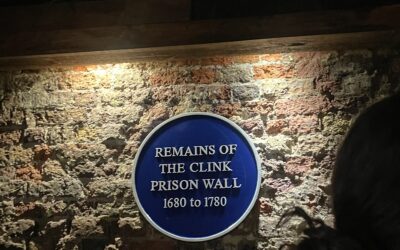 REMAINS OF
THE CLINK
PRISON WALL
1680 to 1780